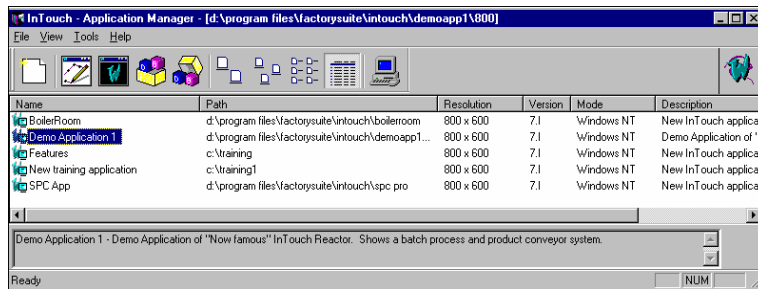 InTouch - Application Manager - [d:\program files\factorysuite\intouch\demoapp1\800]
File View Tools Help
Name Path Resolution Version Mode Description
BoilerRoom d:\program files\factorysuite\intouch\boilerroom 800 x 600 7.1 Windows NT New InTouch applica
Demo Application 1 d:\program files\factorysuite\intouch\demoapp1... 800 x 600 7.1 Windows NT Demo Application of "
Features c:\training 800 x 600 7.1 Windows NT New InTouch applica
New training application c:\training1 800 x 600 7.1 Windows NT New InTouch applica
SPC App d:\program files\factorysuite\intouch\spc pro 800 x 600 7.1 Windows NT New InTouch applica
Demo Application 1 - Demo Application of "Now famous" InTouch Reactor. Shows a batch process and product conveyor system.
Ready NUM